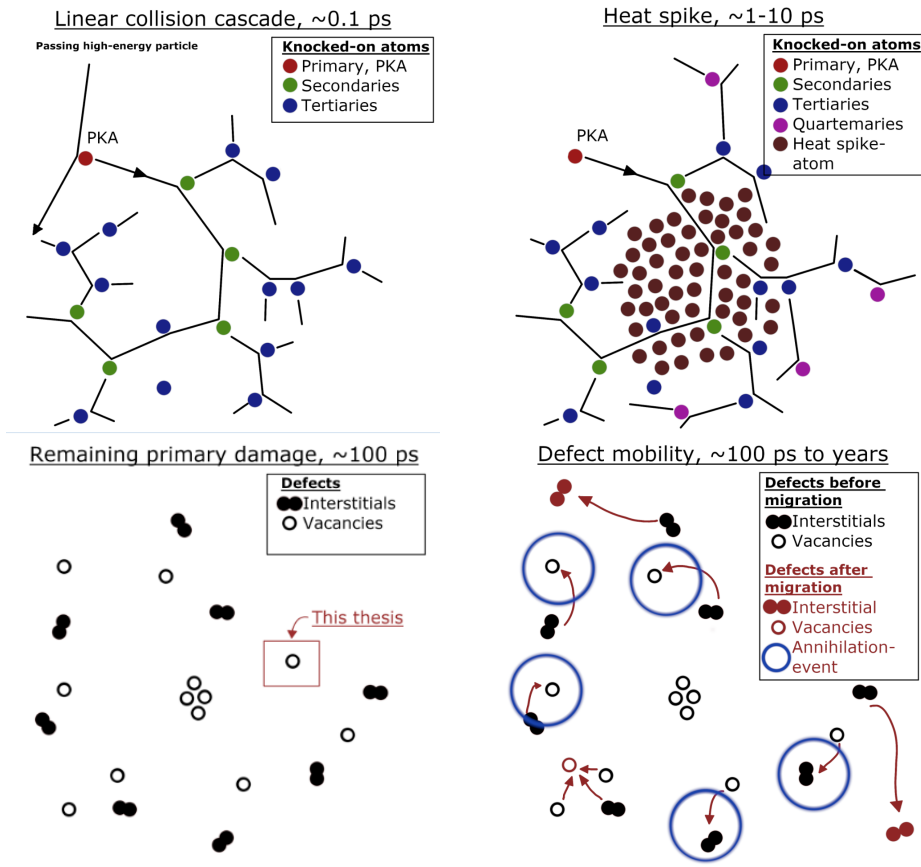 Linear collision cascade, ~0.1 ps
Passing high-energy particle
Knocked-on atoms
Primary, PKA
Secondaries
Tertiaries
PKA
Heat spike, ~1-10 ps
Knocked-on atoms
Primary, PKA
Secondaries
Tertiaries
Quartemaries
Heat spike-
atom
PKA
Remaining primary damage, ~100 ps
Defects
Interstitials
Vacancies
This thesis
Defect mobility, ~100 ps to years
Defects before
migration
Interstitials
Vacancies
Defects after
migration
Interstitial
Vacancies
Annihilation-
event